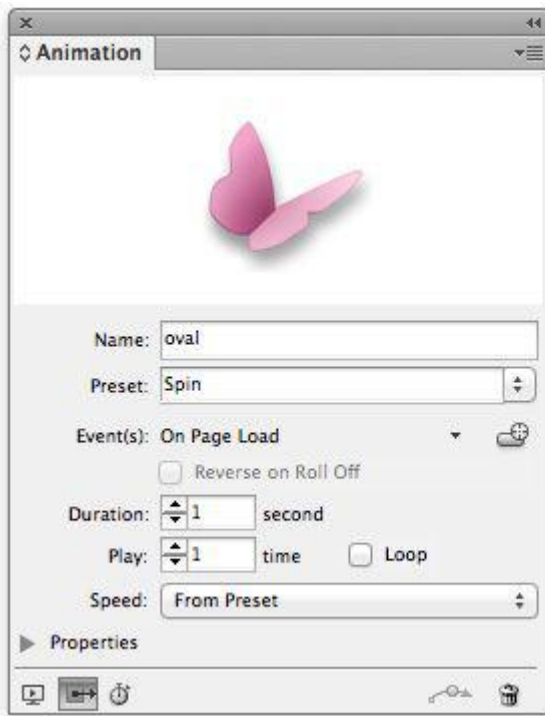 Animation
Name: oval
Preset: Spin
Event(s): On Page Load
Reverse on Roll Off
Duration: 1 second
Play: 1 time Loop
Speed: From Preset
Properties